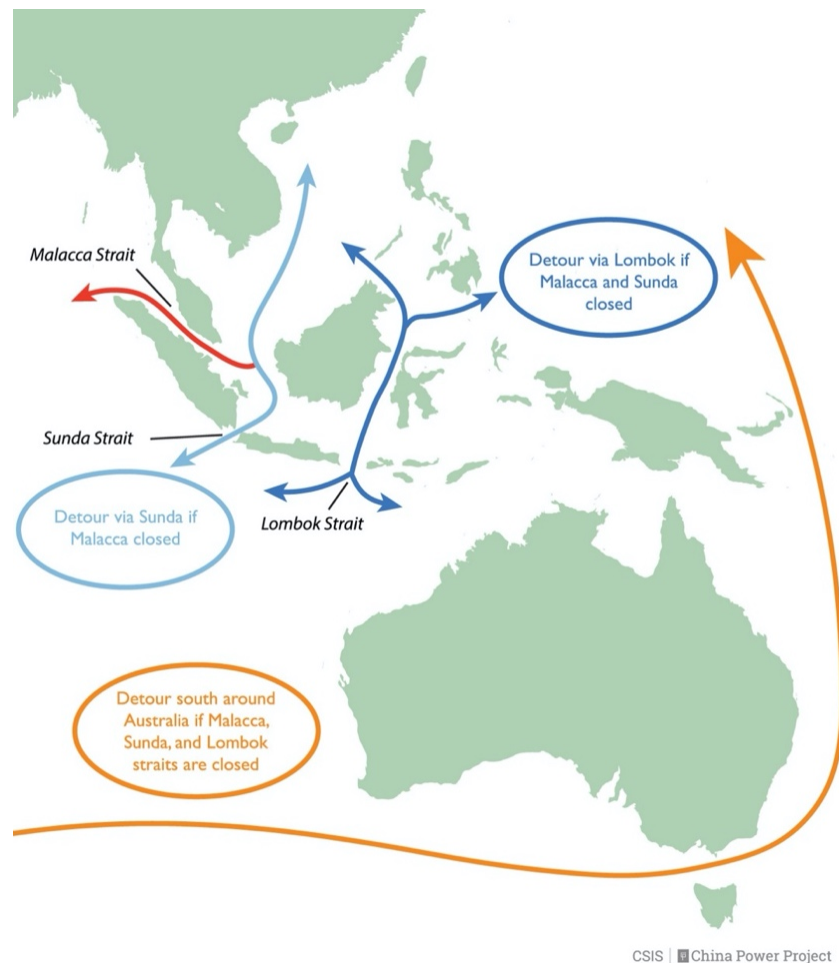 Malacca Strait
Detour via Lombok if
Malacca and Sunda
closed
Sunda Strait
Detour via Sunda if
Malacca closed
Lombok Strait
Detour south around
Australia if Malacca,
Sunda, and Lombok
straits are closed
CSIS | China Power Project